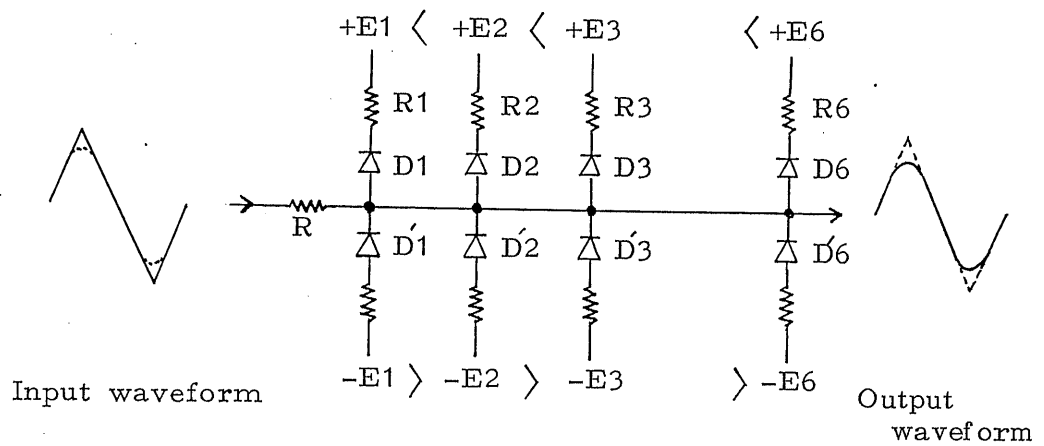 +E1 < +E2 < +E3 < +E6
R1 R2 R3 R6
D1 D2 D3 D6
R
D'1 D'2 D'3 D'6
-E1 > -E2 > -E3 > -E6
Input waveform
Output
waveform